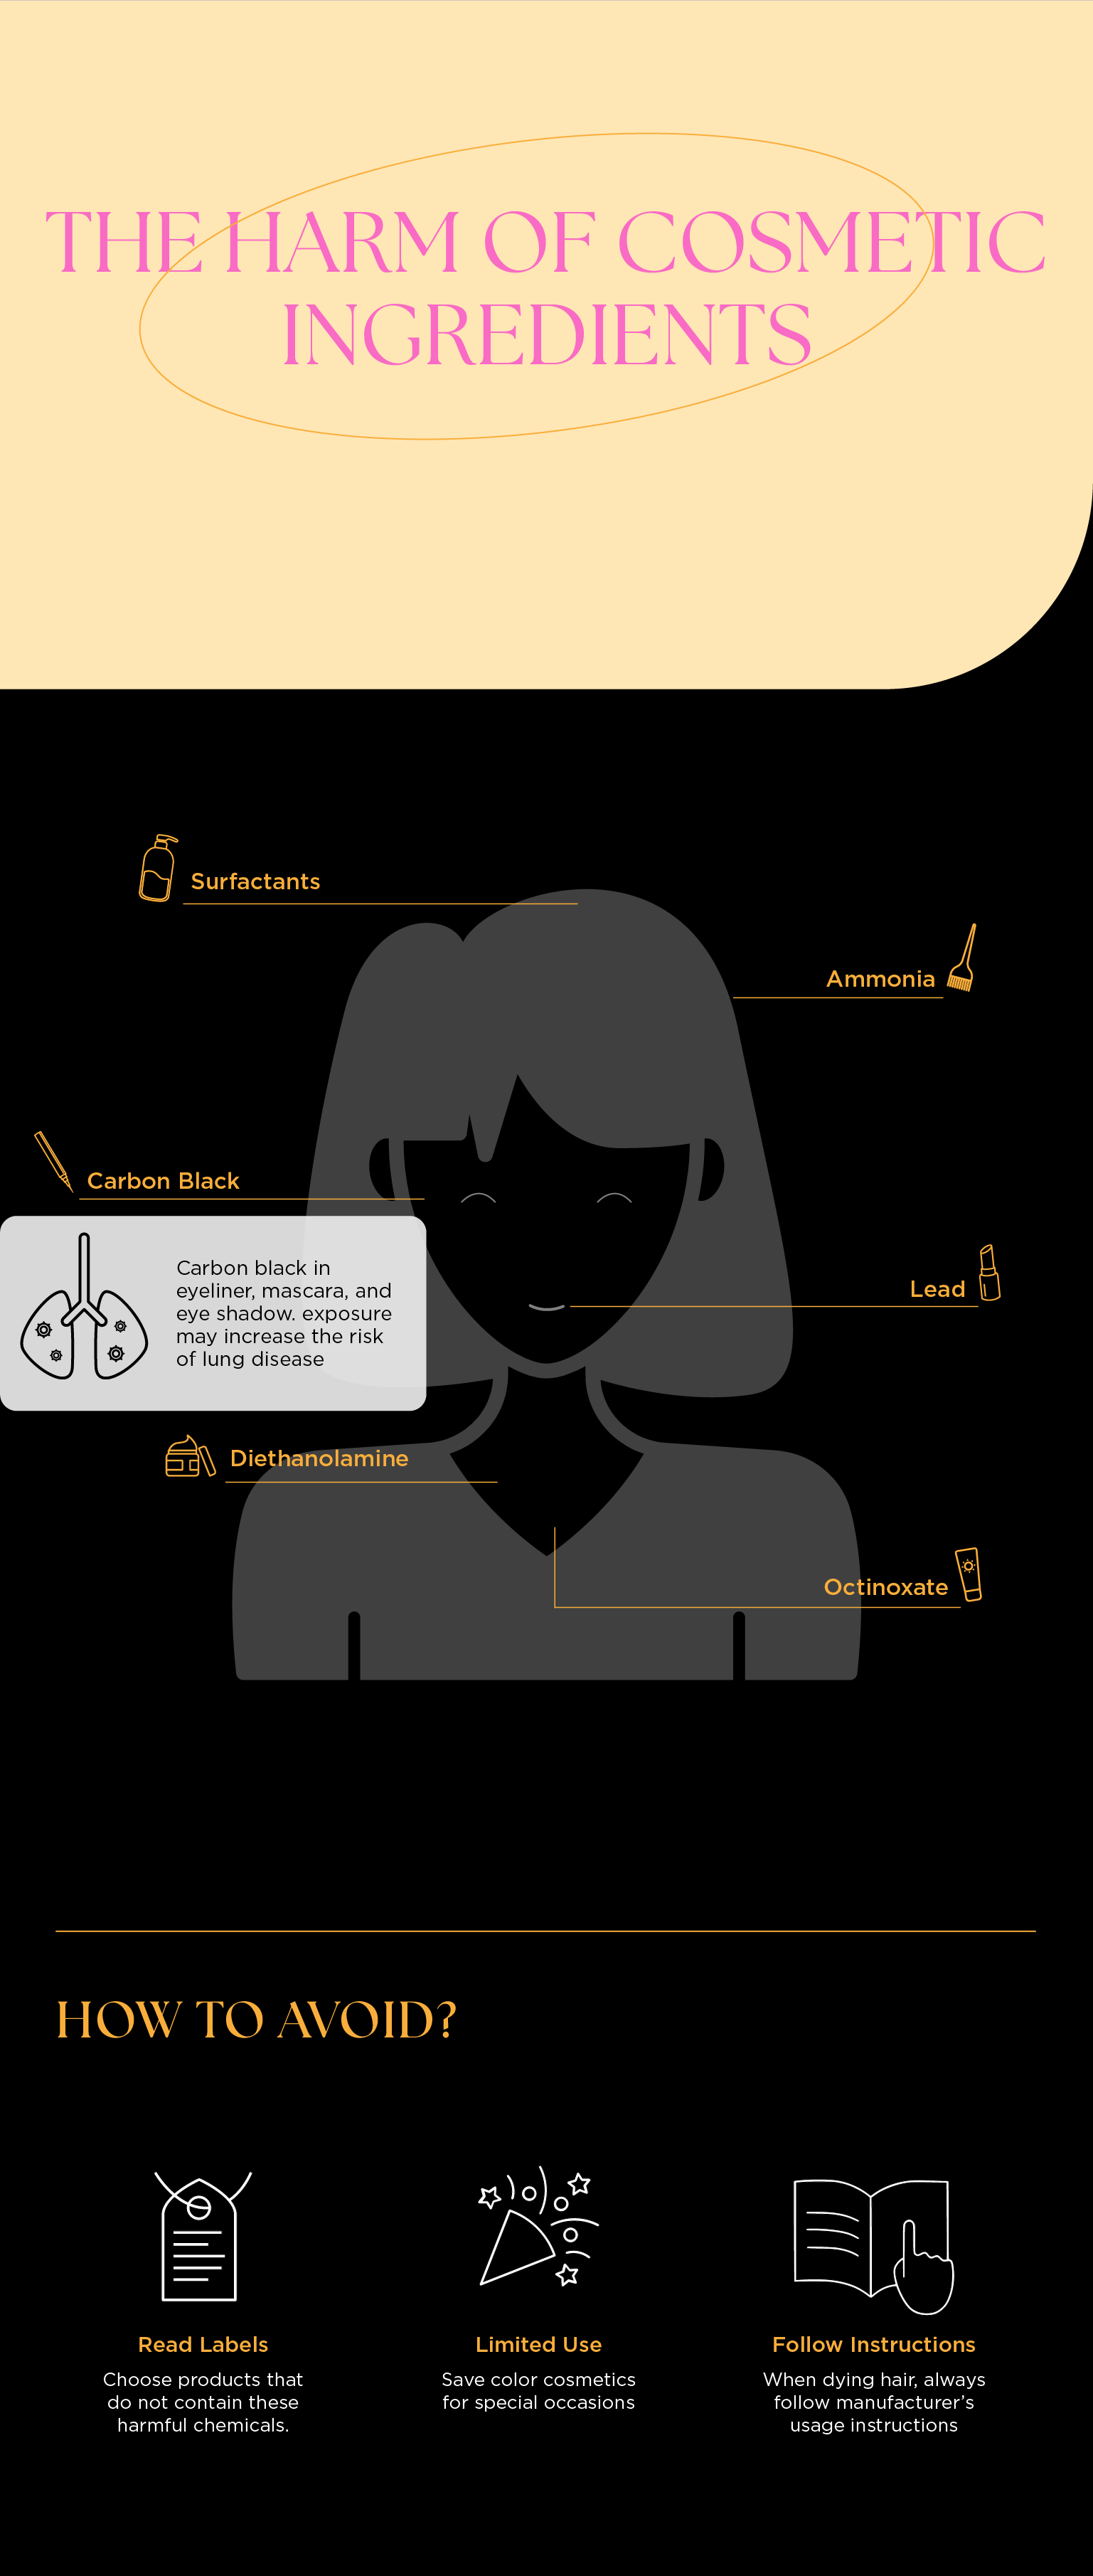 THE HARM OF COSMETIC
INGREDIENTS
Surfactants
Ammonia
Carbon Black
Carbon black in
eyeliner, mascara, and
eye shadow. exposure
may increase the risk
of lung disease
Lead
Diethanolamine
Octinoxate
HOW TO AVOID?
Read Labels
Choose products that
do not contain these
harmful chemicals.
Limited Use
Save color cosmetics
for special occasions
Follow Instructions
When dying hair, always
follow manufacturer’s
usage instructions